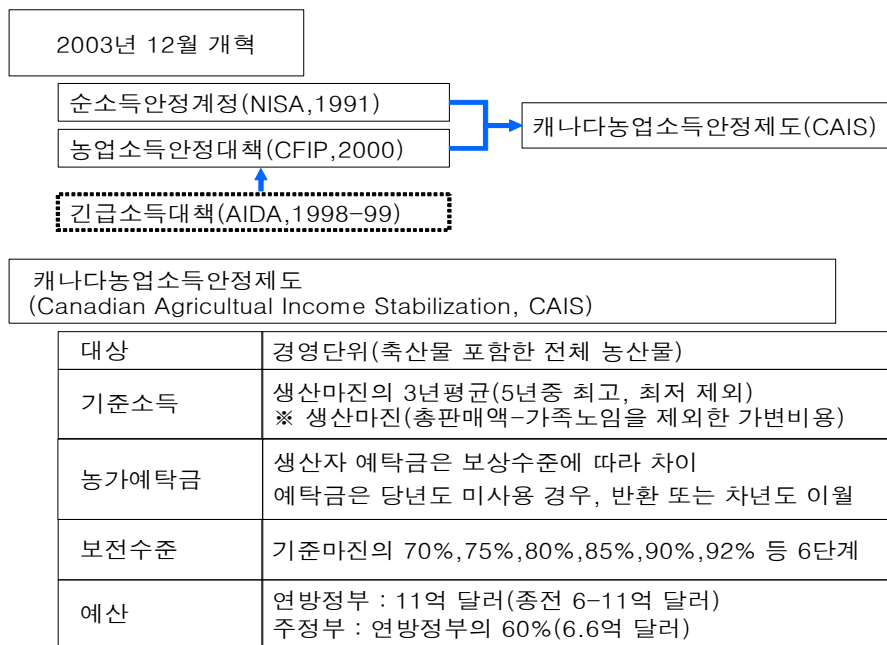 2003년 12월 개혁
순소득안정계정(NISA,1991)
농업소득안정대책(CFIP,2000)
캐나다농업소득안정제도(CAIS)
긴급소득대책(AIDA,1998-99)
캐나다농업소득안정제도
(Canadian Agricultual Income Stabilization, CAIS)
대상
경영단위(축산물 포함한 전체 농산물)
기준소득
생산마진의 3년평균(5년중 최고, 최저 제외)
※ 생산마진(총판매액-가족노임을 제외한 가변비용)
농가예탁금
생산자 예탁금은 보상수준에 따라 차이
예탁금은 당년도 미사용 경우, 반환 또는 차년도 이월
보전수준
기준마진의 70%,75%,80%,85%,90%,92% 등 6단계
예산
연방정부 : 11억 달러(종전 6-11억 달러)
주정부 : 연방정부의 60%(6.6억 달러)